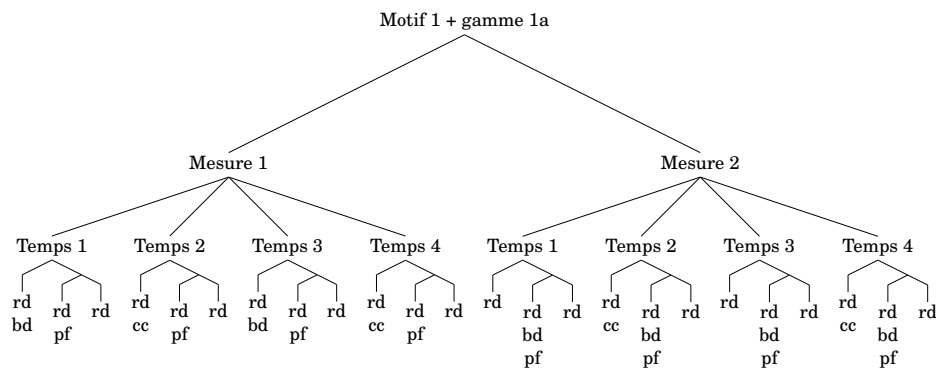 Motif 1 + gamme 1a
Mesure 1 Mesure 2
Temps 1 Temps 2 Temps 3 Temps 4 Temps 1 Temps 2 Temps 3 Temps 4
rd rd rd rd rd rd rd rd rd rd rd rd rd rd rd rd rd rd rd rd rd rd rd rd
bd pf cc pf bd pf cc pf bd cc bd bd cc bd
pf pf pf pf